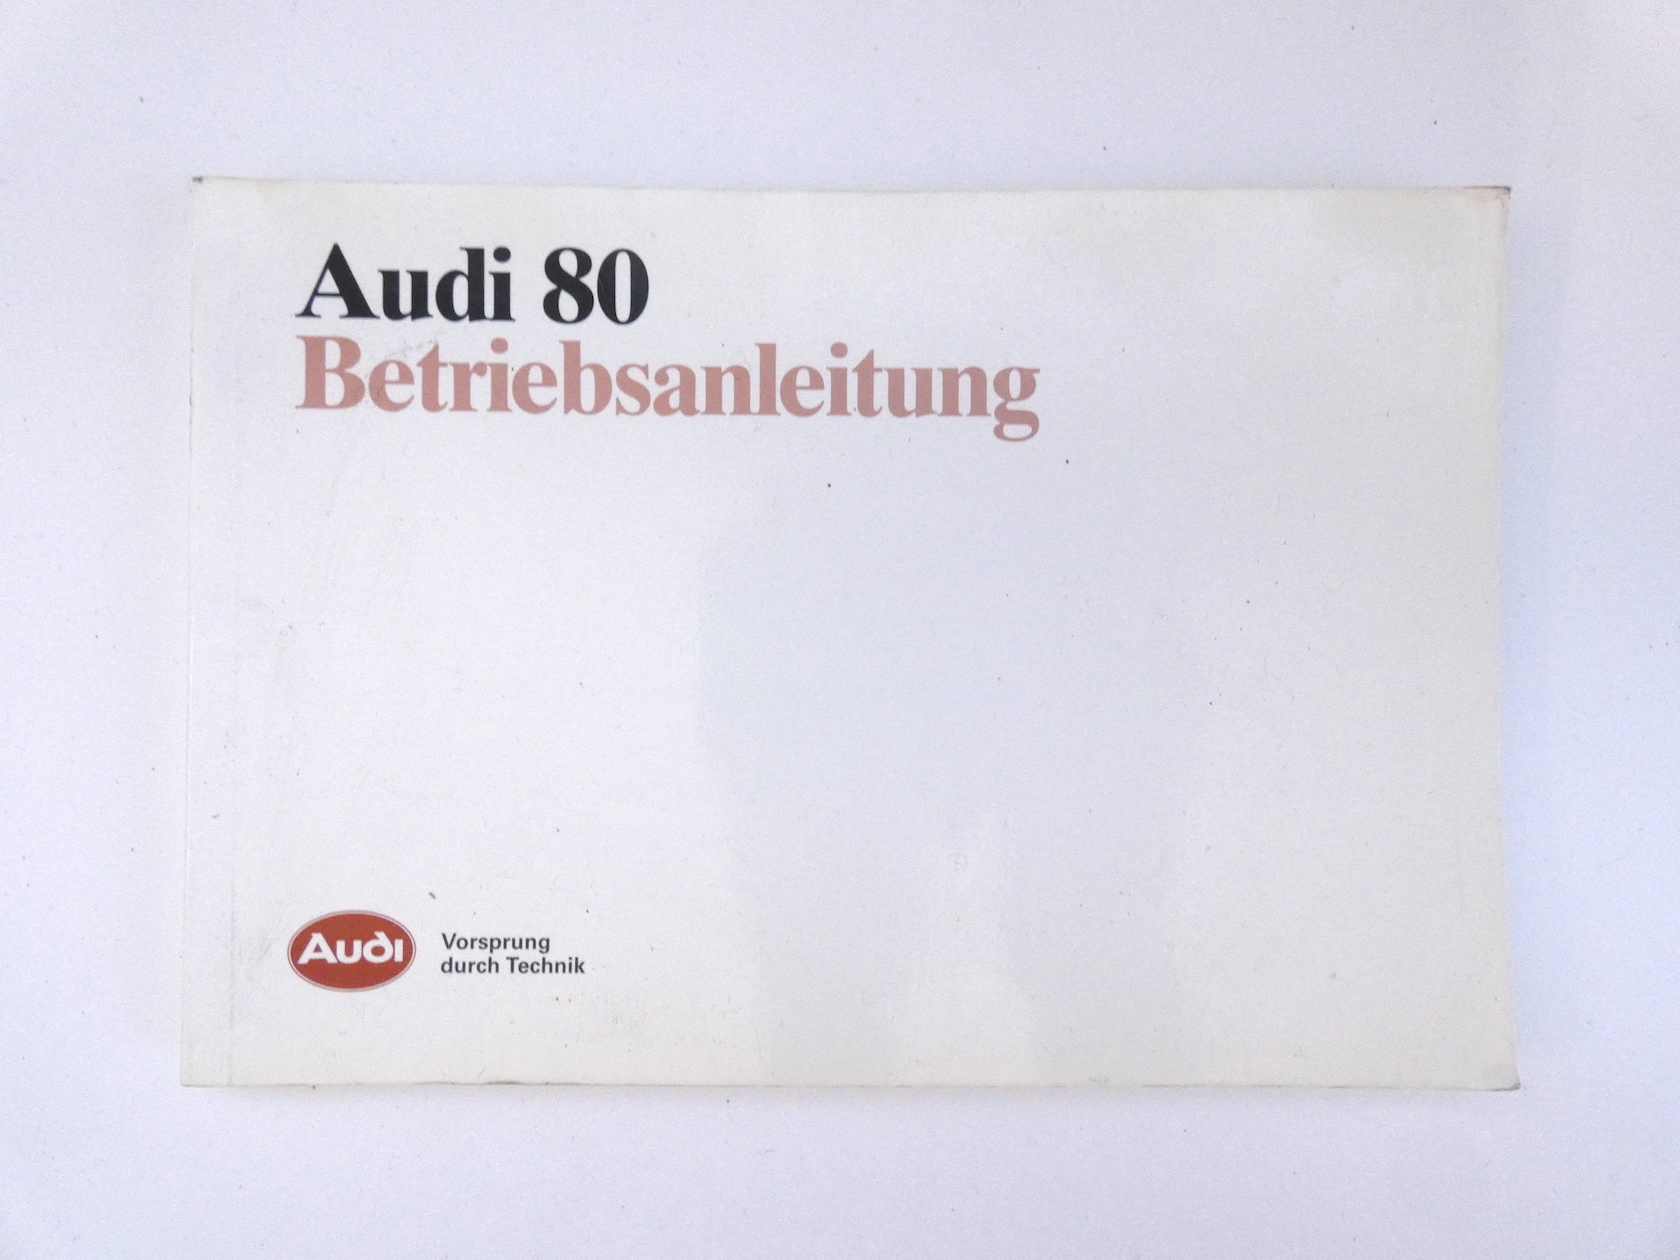 Audi 80
Betriebsanleitung
Audi
Vorsprung
durch Technik